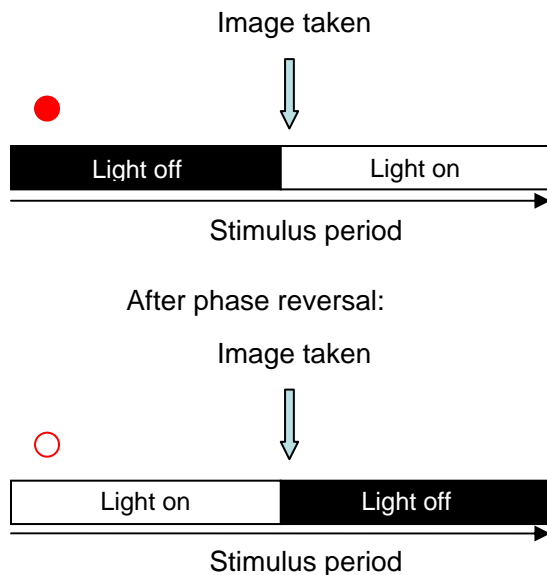 Image taken
Light off Light on
Stimulus period
After phase reversal:
Image taken
Light on Light off
Stimulus period